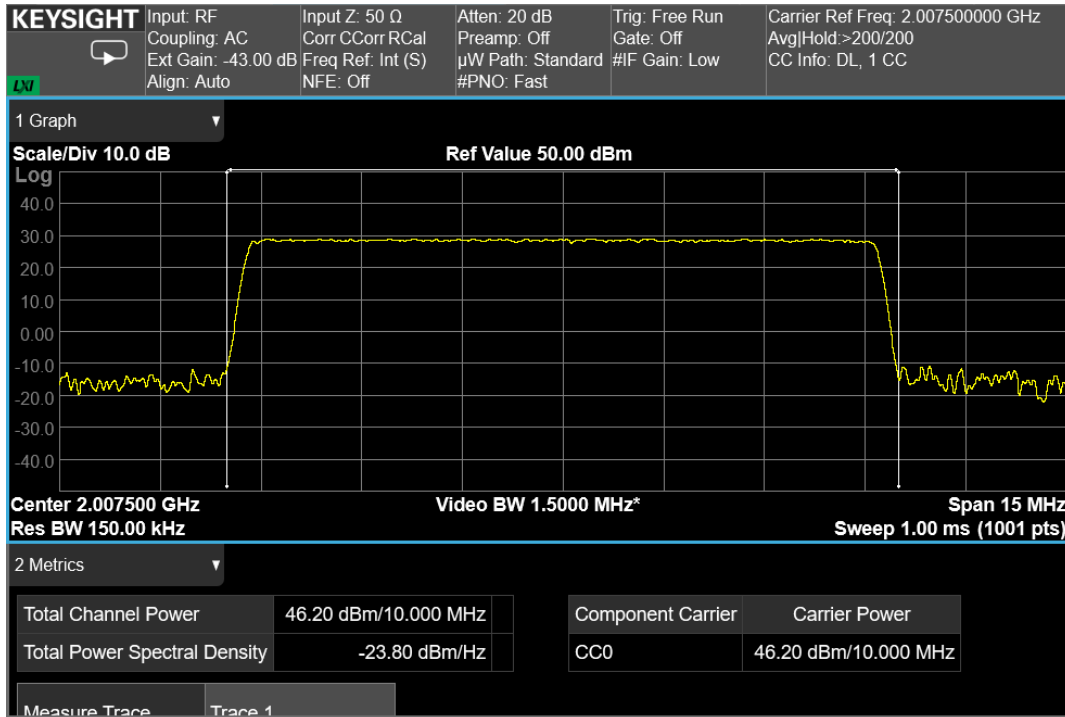 KEYSIGHT Input: RF Input Z: 50 Ω Atten: 20 dB Trig: Free Run Carrier Ref Freq: 2.007500000 GHz
Coupling: AC Corr CCorr RCal Preamp: Off Gate: Off Avg|Hold:>200/200
Ext Gain: -43.00 dB Freq Ref: Int (S) µW Path: Standard #IF Gain: Low CC Info: DL, 1 CC
LXI Align: Auto NFE: Off #PNO: Fast
1 Graph
Scale/Div 10.0 dB Ref Value 50.00 dBm
Log
40.0
30.0
20.0
10.0
0.00
-10.0
-20.0
-30.0
-40.0
Center 2.007500 GHz Video BW 1.5000 MHz* Span 15 MHz
Res BW 150.00 kHz Sweep 1.00 ms (1001 pts)
2 Metrics
Total Channel Power 46.20 dBm/10.000 MHz Component Carrier Carrier Power
Total Power Spectral Density -23.80 dBm/Hz CC0 46.20 dBm/10.000 MHz
Measure Trace Trace 1